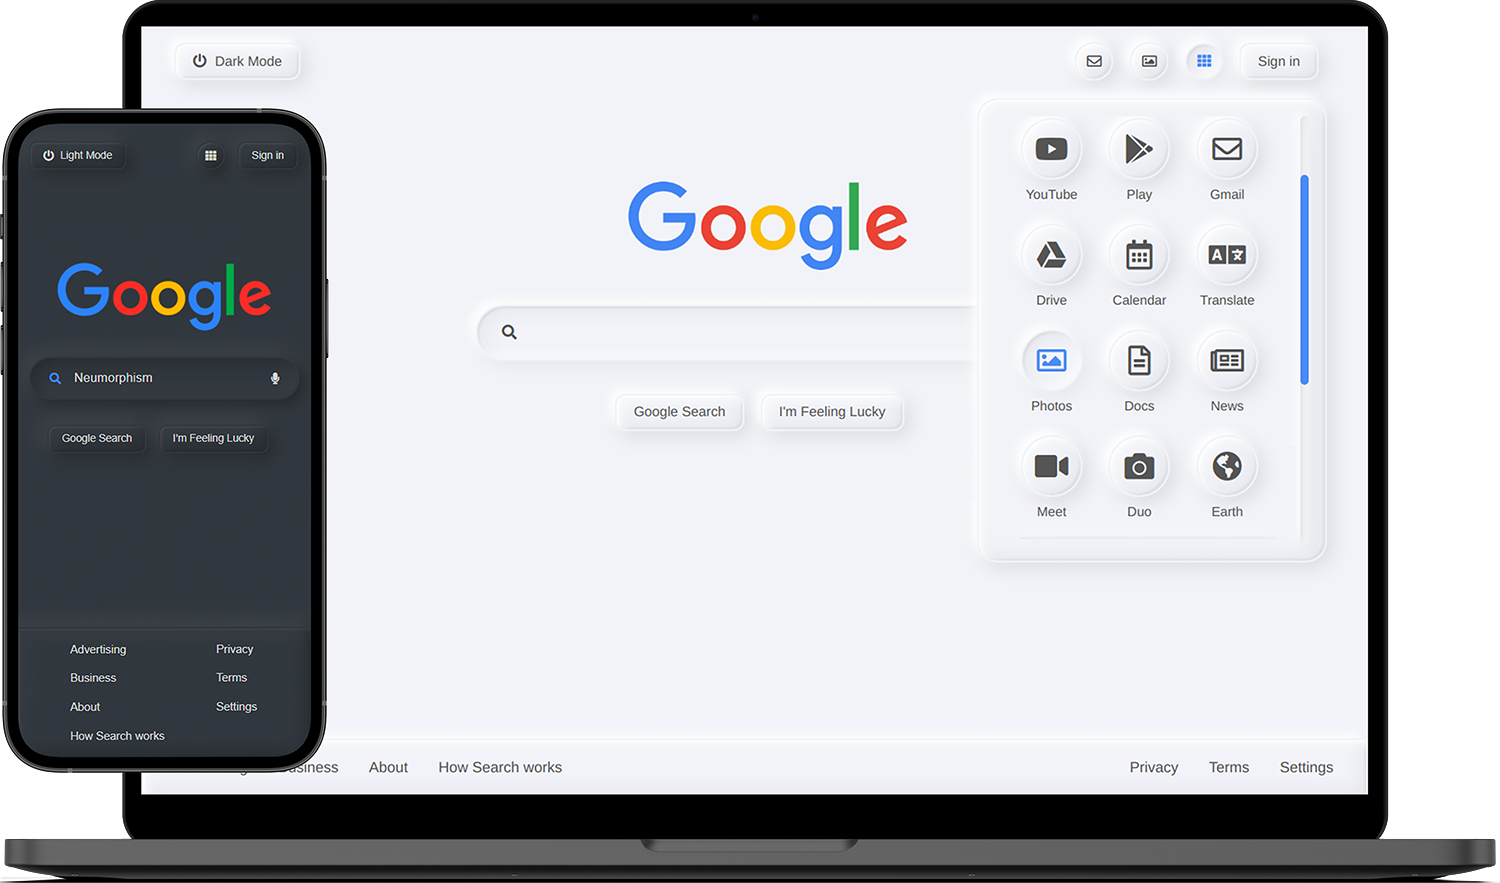 Dark Mode
Sign in
Light Mode
Sign in
Google
Neumorphism
Google Search
I'm Feeling Lucky
Advertising
Privacy
Business
Terms
About
Settings
How Search works
Google
Google Search
I'm Feeling Lucky
YouTube
Play
Gmail
Drive
Calendar
A
Translate
Photos
Docs
News
Meet
Duo
Earth
About
How Search works
Privacy
Terms
Settings